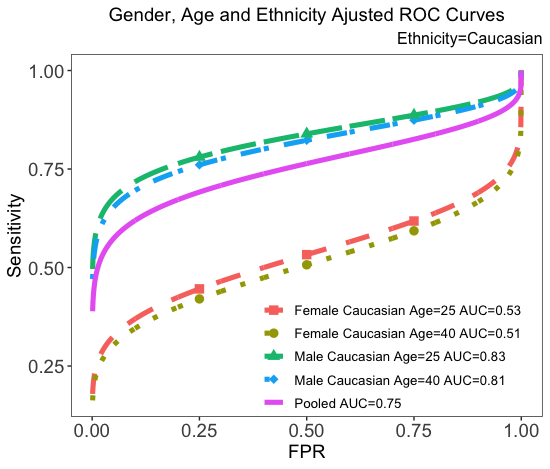 Gender, Age and Ethnicity Ajusted ROC Curves
Ethnicity=Caucasian
1.00
0.75
0.50
0.25
Sensitivity
Female Caucasian Age=25 AUC=0.53
Female Caucasian Age=40 AUC=0.51
Male Caucasian Age=25 AUC=0.83
Male Caucasian Age=40 AUC=0.81
Pooled AUC=0.75
0.00 0.25 0.50 0.75 1.00
FPR